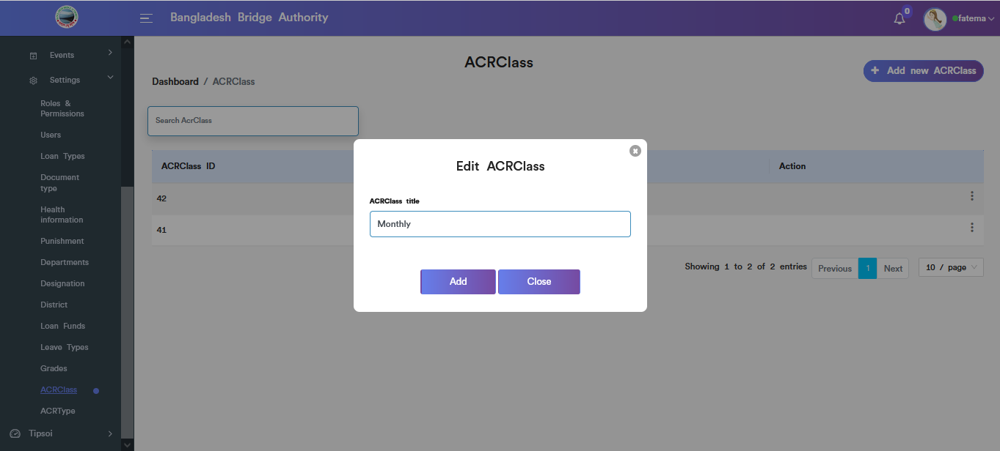 Bangladesh Bridge Authority
0
fatema
Events
Settings
Roles &
Permissions
Users
Loan Types
Document
type
Health
information
Punishment
Departments
Designation
District
Loan Funds
Leave Types
Grades
ACRClass
ACRType
Tipsoi
ACRClass
Dashboard / ACRClass
+ Add new ACRClass
Search AcrClass
ACRClass ID
Action
42
41
Showing 1 to 2 of 2 entries
Previous
1
Next
10 / page
Edit ACRClass
ACRClass title
Monthly
Add
Close